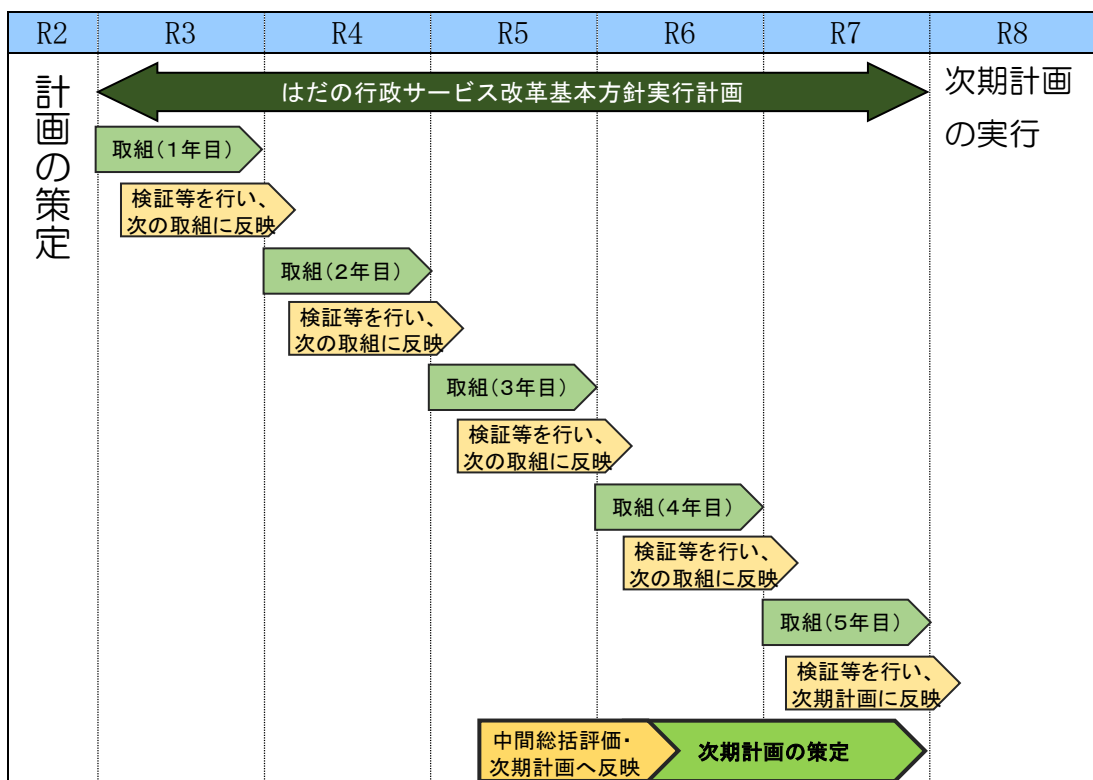 R2 R3 R4 R5 R6 R7 R8
計画の策定
はだの行政サービス改革基本方針実行計画
次期計画
の実行
取組(1年目)
検証等を行い、
次の取組に反映
取組(2年目)
検証等を行い、
次の取組に反映
取組(3年目)
検証等を行い、
次の取組に反映
取組(4年目)
検証等を行い、
次の取組に反映
取組(5年目)
検証等を行い、
次期計画に反映
中間総括評価・
次期計画へ反映
次期計画の策定